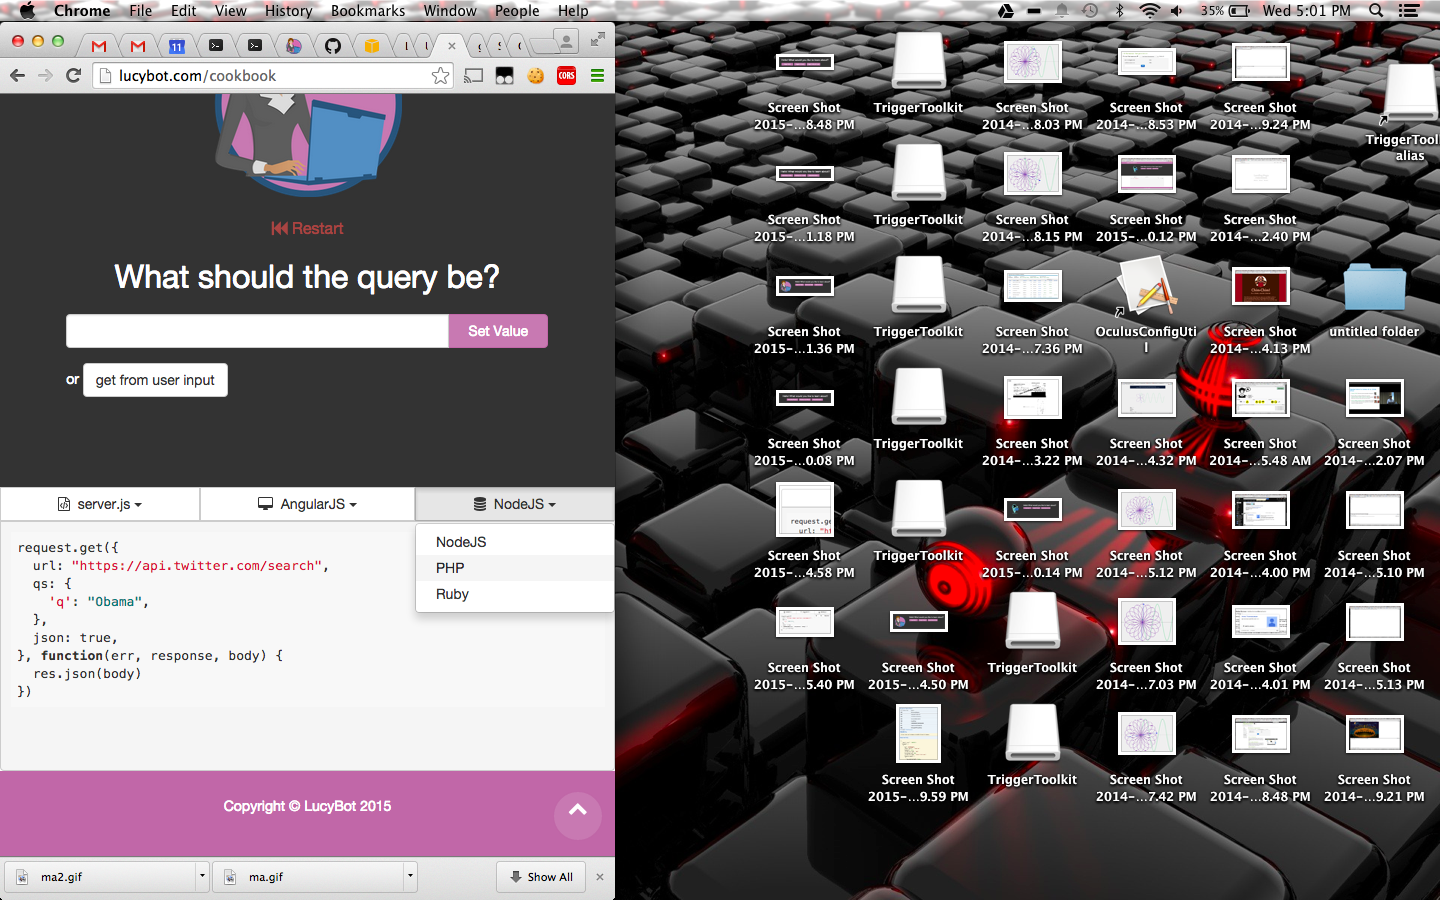 Chrome File Edit View History Bookmarks Window People Help
35% Wed 5:01 PM
11
lucybot.com/cookbook
CORS
Restart
What should the query be?
Set Value
or get from user input
server.js
AngularJS
NodeJS
NodeJS
PHP
Ruby
request.get({
url: "https://api.twitter.com/search",
qs: {
'q': "Obama",
},
json: true,
}, function(err, response, body) {
res.json(body)
})
Copyright © LucyBot 2015
ma2.gif
ma.gif
Show All
Screen Shot
2015-...8.48 PM
TriggerToolkit
Screen Shot
2014-...8.03 PM
Screen Shot
2014-...8.53 PM
Screen Shot
2014-...9.24 PM
TriggerTool
alias
Screen Shot
2015-...1.18 PM
TriggerToolkit
Screen Shot
2014-...8.15 PM
Screen Shot
2015-...0.12 PM
Screen Shot
2014-...2.40 PM
Screen Shot
2015-...1.36 PM
TriggerToolkit
Screen Shot
2014-...7.36 PM
OculusConfigUti
l
Screen Shot
2014-...4.13 PM
untitled folder
Screen Shot
2015-...0.08 PM
TriggerToolkit
Screen Shot
2014-...3.22 PM
Screen Shot
2014-...4.32 PM
Screen Shot
2014-...5.48 AM
Screen Shot
2014-...2.07 PM
request.ge
url: "h
Screen Shot
2015-...4.58 PM
TriggerToolkit
Screen Shot
2015-...0.14 PM
Screen Shot
2014-...5.12 PM
Screen Shot
2014-...4.00 PM
Screen Shot
2014-...5.10 PM
Screen Shot
2015-...5.40 PM
Screen Shot
2015-...4.50 PM
TriggerToolkit
Screen Shot
2014-...7.03 PM
Screen Shot
2014-...4.01 PM
Screen Shot
2014-...5.13 PM
Screen Shot
2015-...9.59 PM
TriggerToolkit
Screen Shot
2014-...7.42 PM
Screen Shot
2014-...8.48 PM
Screen Shot
2014-...9.21 PM